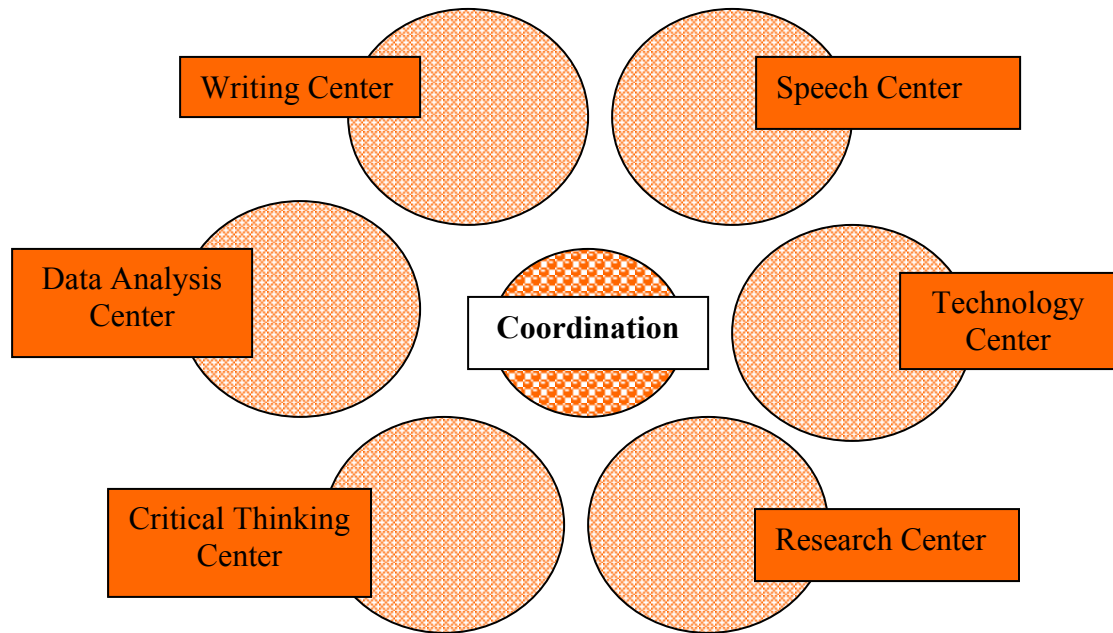 Writing Center
Speech Center
Data Analysis
Center
Coordination
Technology
Center
Critical Thinking
Center
Research Center